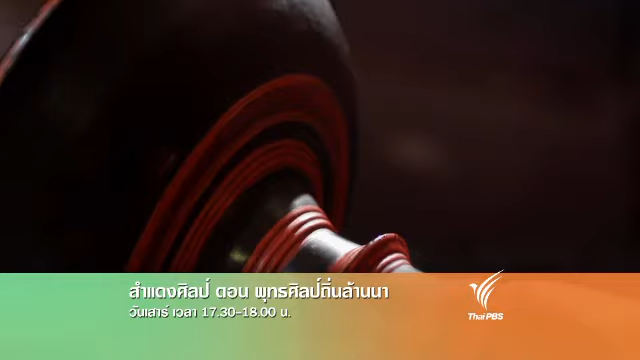 สำแดงศิลป์ ตอน พุทธศิลป์ถิ่นล้านนา
วันเสาร์ เวลา 17.30-18.00 น.
Thai PBS